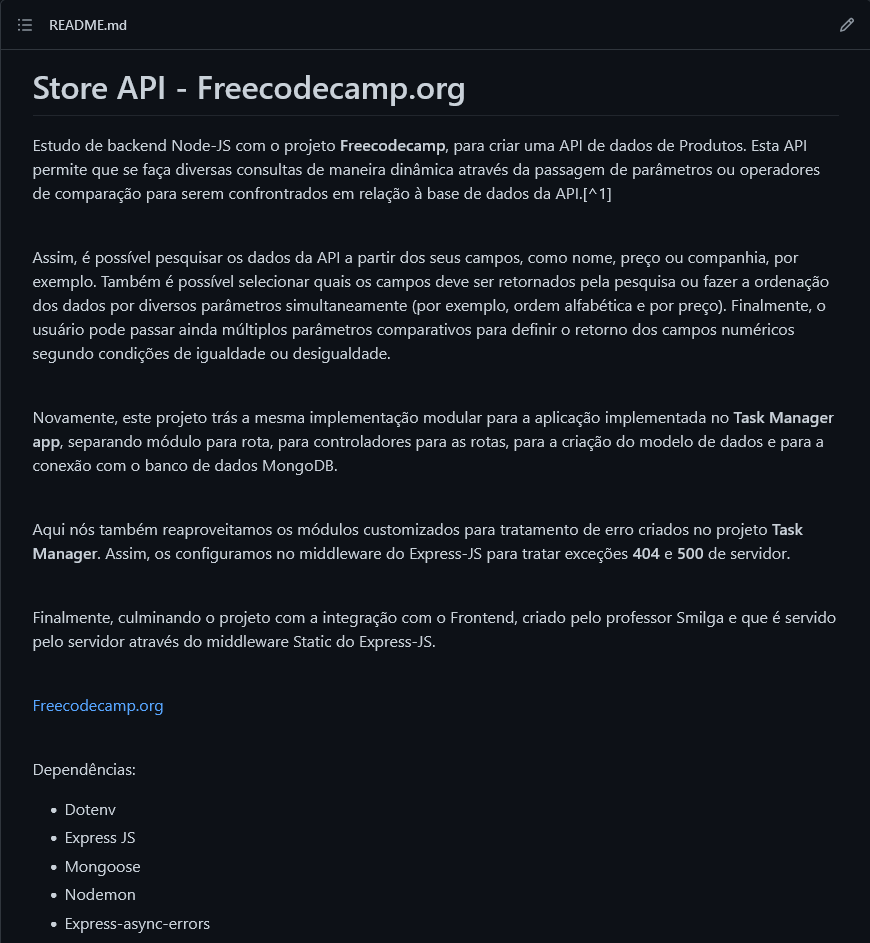 README.md
Store API - Freecodecamp.org
Estudo de backend Node-JS com o projeto Freecodecamp, para criar uma API de dados de Produtos. Esta API
permite que se faça diversas consultas de maneira dinâmica através da passagem de parâmetros ou operadores
de comparação para serem confrontrados em relação à base de dados da API.[^1]
Assim, é possível pesquisar os dados da API a partir dos seus campos, como nome, preço ou companhia, por
exemplo. Também é possível selecionar quais os campos deve ser retornados pela pesquisa ou fazer a ordenação
dos dados por diversos parâmetros simultaneamente (por exemplo, ordem alfabética e por preço). Finalmente, o
usuário pode passar ainda múltiplos parâmetros comparativos para definir o retorno dos campos numéricos
segundo condições de igualdade ou desigualdade.
Novamente, este projeto trás a mesma implementação modular para a aplicação implementada no Task Manager
app, separando módulo para rota, para controladores para as rotas, para a criação do modelo de dados e para a
conexão com o banco de dados MongoDB.
Aqui nós também reaproveitamos os módulos customizados para tratamento de erro criados no projeto Task
Manager. Assim, os configuramos no middleware do Express-JS para tratar exceções 404 e 500 de servidor.
Finalmente, culminando o projeto com a integração com o Frontend, criado pelo professor Smilga e que é servido
pelo servidor através do middleware Static do Express-JS.
Freecodecamp.org
Dependências:
• Dotenv
• Express JS
• Mongoose
• Nodemon
• Express-async-errors